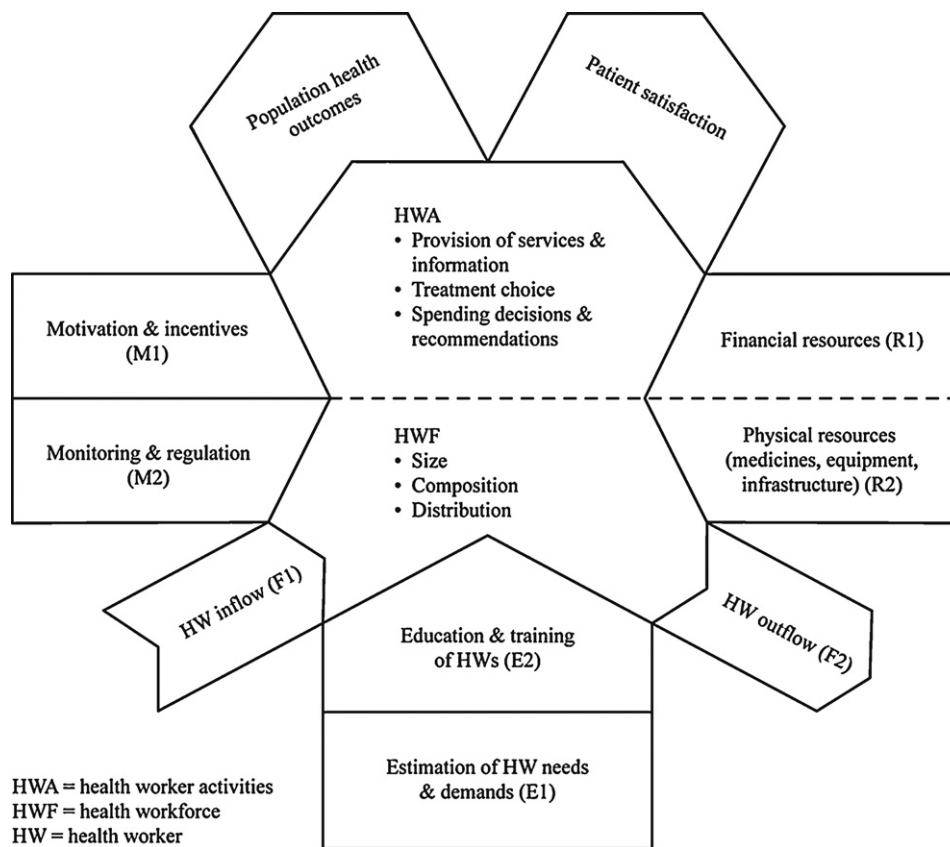 Population health
outcomes
Patient satisfaction
HWA
• Provision of services &
information
• Treatment choice
• Spending decisions &
recommendations
Motivation & incentives
(M1)
Financial resources (R1)
Monitoring & regulation
(M2)
HWF
• Size
• Composition
• Distribution
Physical resources
(medicines, equipment,
infrastructure) (R2)
HW inflow (F1)
HW outflow (F2)
Education & training
of HWs (E2)
Estimation of HW needs
& demands (E1)
HWA = health worker activities
HWF = health workforce
HW = health worker